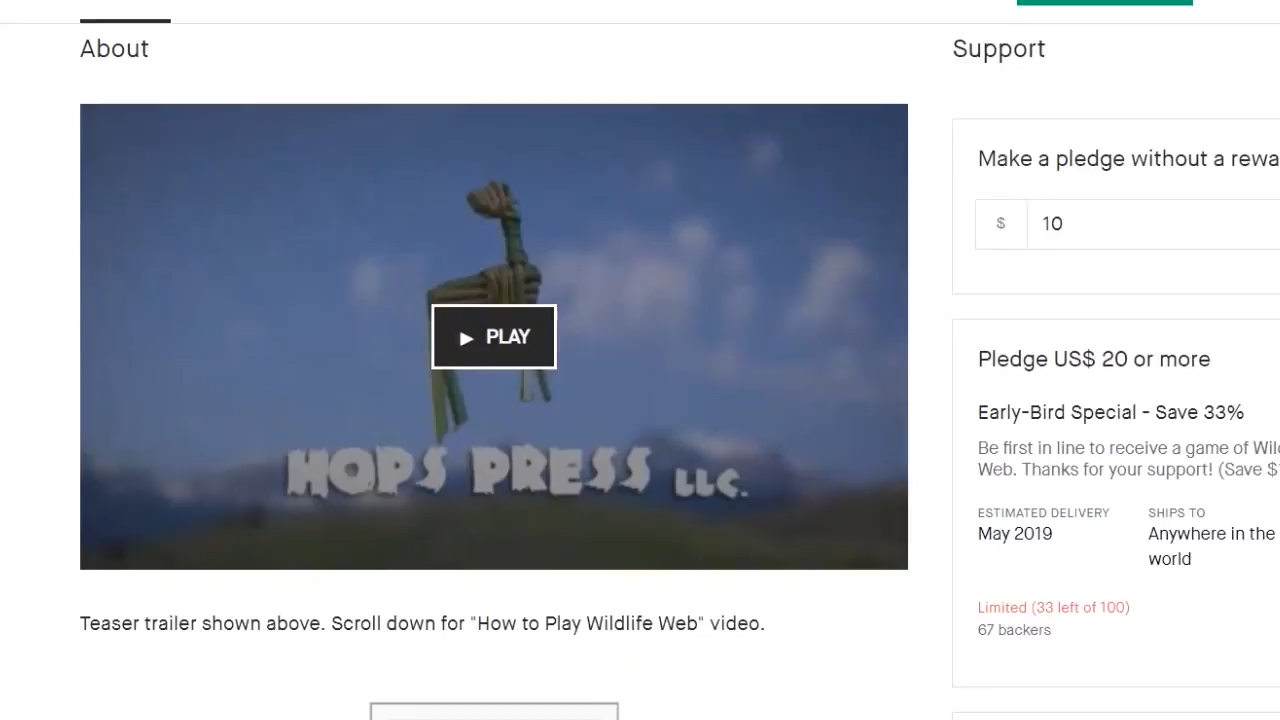 About
Support
PLAY
HOPS PRESS LLC.
Make a pledge without a rewa
$ 10
Pledge US$ 20 or more
Early-Bird Special - Save 33%
Be first in line to receive a game of Wil
Web. Thanks for your support! (Save $
ESTIMATED DELIVERY
May 2019
SHIPS TO
Anywhere in the
world
Limited (33 left of 100)
67 backers
Teaser trailer shown above. Scroll down for "How to Play Wildlife Web" video.